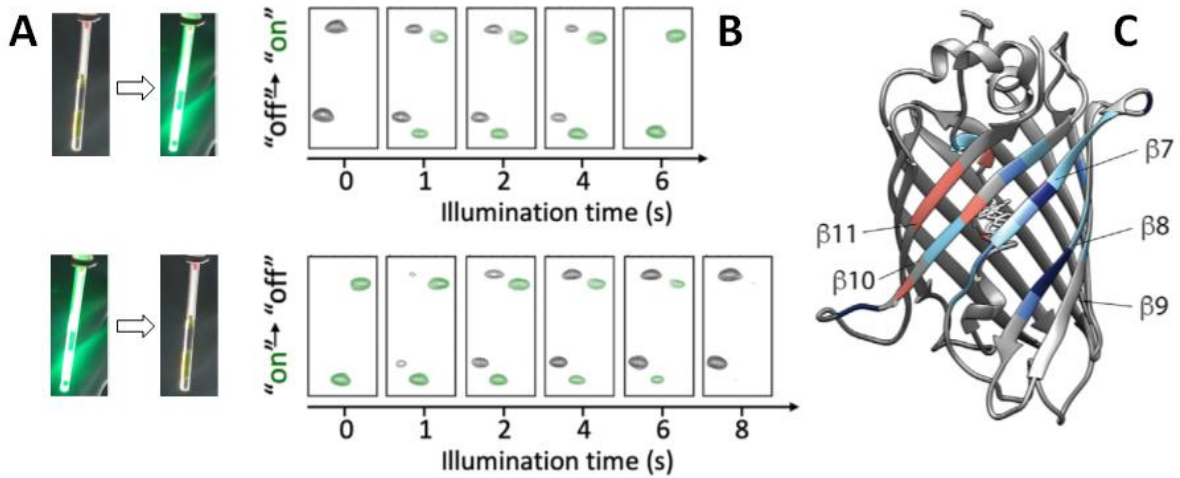 A
"off"→"on"
0 1 2 4 6
Illumination time (s)
"on"→"off"
0 1 2 4 6 8
Illumination time (s)
B
C
β7
β8
β9
β11
β10